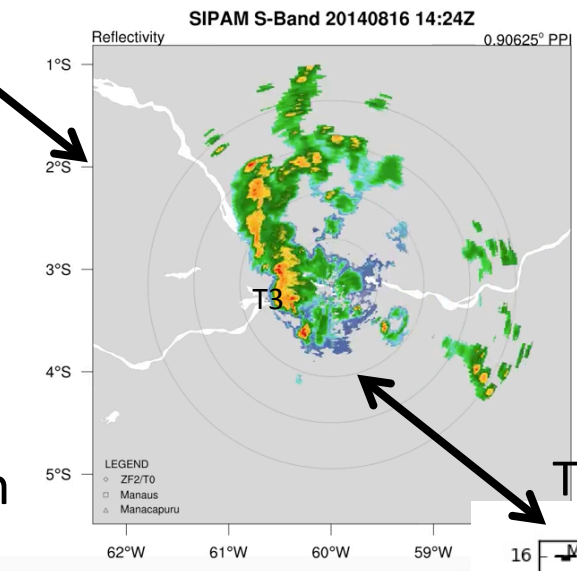 SIPAM S-Band 20140816 14:24Z
Reflectivity
0.90625° PPI
1°S
2°S
3°S
T3
4°S
5°S
LEGEND
ZF2/T0
Manaus
Manacapuru
n
T
62°W
61°W
60°W
59°W
16
M